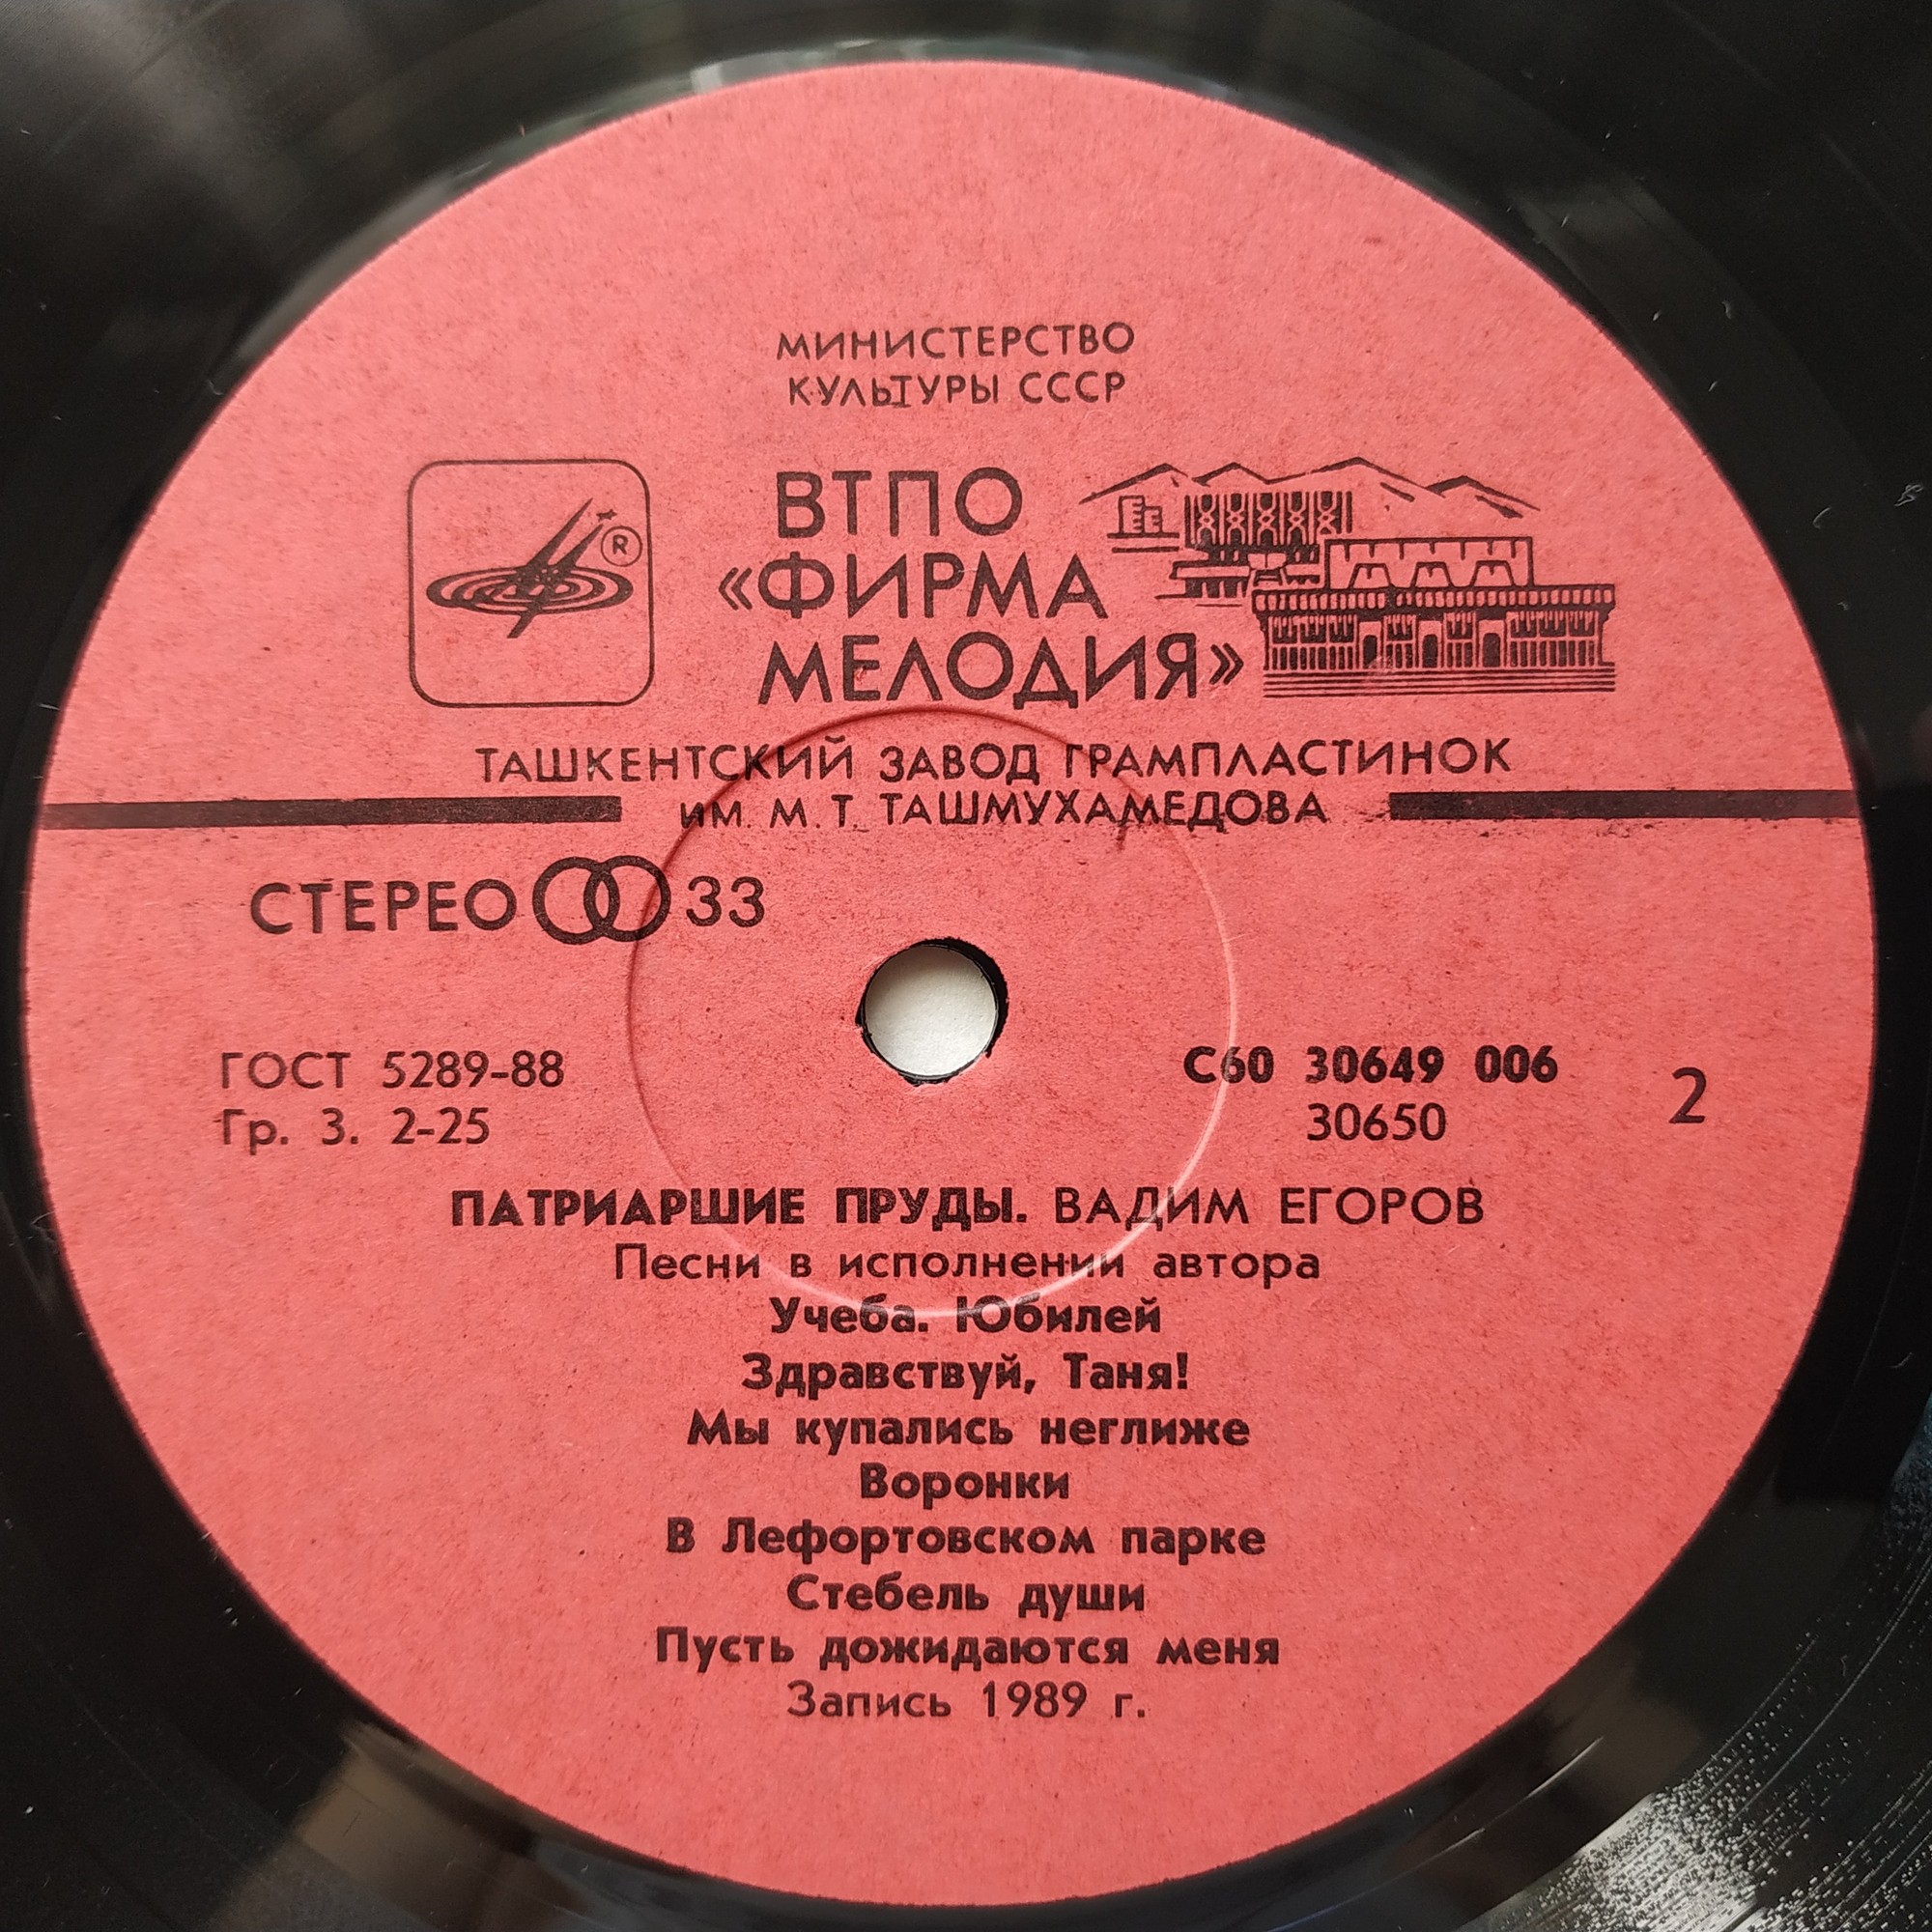 МИНИСТЕРСТВО
КУЛЬТУРЫ СССР
ВТПО
«ФИРМА
МЕЛОДИЯ»
R
ТАШКЕНТСКИЙ ЗАВОД ГРАМПЛАСТИНОК
ИМ. М. Т. ТАШМУХАМЕДОВА
СТЕРЕО 33
ГОСТ 5289-88
Гр. 3. 2-25
С60 30649 006
30650
2
ПАТРИАРШИЕ ПРУДЫ. ВАДИМ ЕГОРОВ
Песни в исполнении автора
Учеба. Юбилей
Здравствуй, Таня!
Мы купались неглиже
Воронки
В Лефортовском парке
Стебель души
Пусть дожидаются меня
Запись 1989 г.